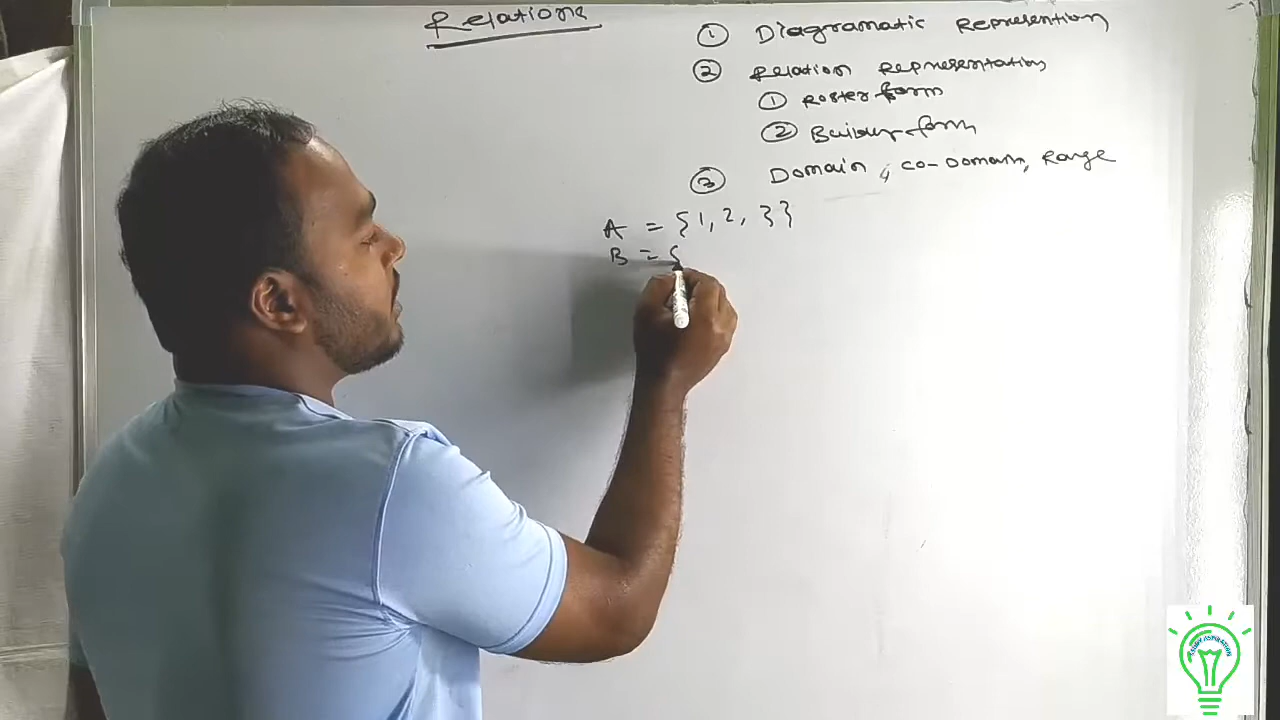 Relations
① Diagramatic Represention
② Relation Representation
① Roster form
② Builder form
③ Domain, co-Domain, Range
A = {1, 2, 3}
B = {